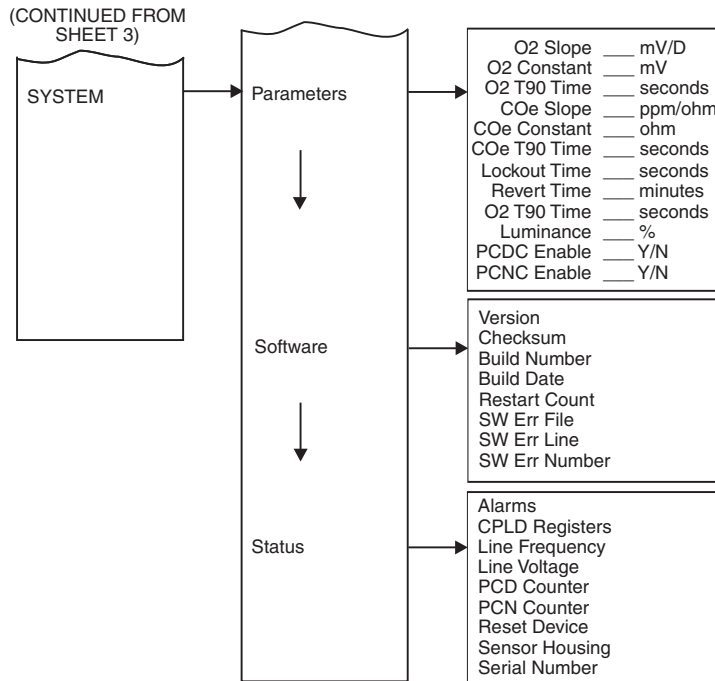 (CONTINUED FROM
SHEET 3)
SYSTEM
Parameters
O2 Slope ___ mV/D
O2 Constant ___ mV
O2 T90 Time ___ seconds
COe Slope ___ ppm/ohm
COe Constant ___ ohm
COe T90 Time ___ seconds
Lockout Time ___ seconds
Revert Time ___ minutes
O2 T90 Time ___ seconds
Luminance ___ %
PCDC Enable ___ Y/N
PCNC Enable ___ Y/N
Software
Version
Checksum
Build Number
Build Date
Restart Count
SW Err File
SW Err Line
SW Err Number
Status
Alarms
CPLD Registers
Line Frequency
Line Voltage
PCD Counter
PCN Counter
Reset Device
Sensor Housing
Serial Number